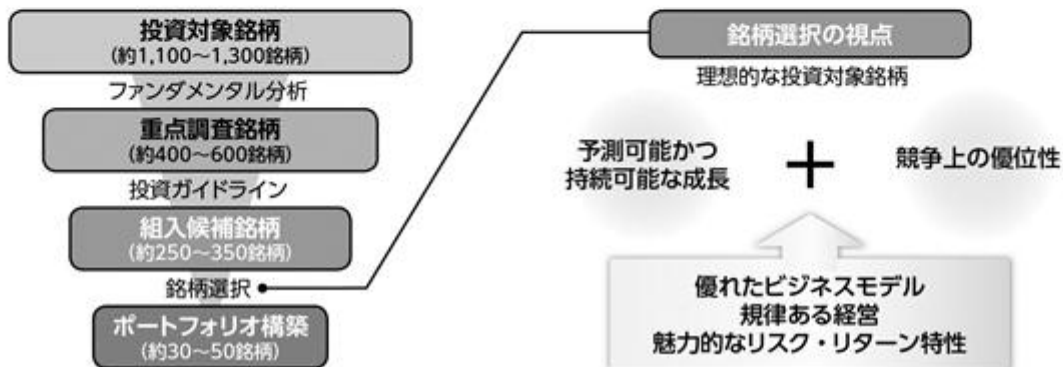 投資対象銘柄
(約1,100～1,300銘柄)
ファンダメンタル分析
重点調査銘柄
(約400～600銘柄)
投資ガイドライン
組入候補銘柄
(約250～350銘柄)
銘柄選択
ポートフォリオ構築
(約30～50銘柄)
銘柄選択の視点
理想的な投資対象銘柄
予測可能かつ
持続可能な成長
+
競争上の優位性
優れたビジネスモデル
規律ある経営
魅力的なリスク・リターン特性